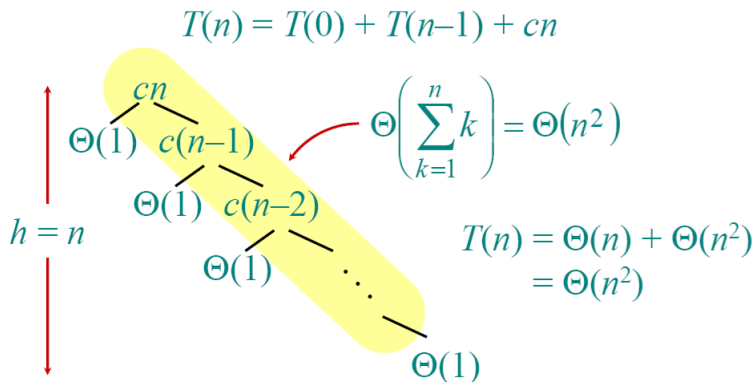 T(n) = T(0) + T(n–1) + cn
cn
Θ(1) c(n–1)
Θ(∑_{k=1}^{n} k) = Θ(n²)
Θ(1) c(n–2)
h = n
Θ(1) ⋱
T(n) = Θ(n) + Θ(n²)
= Θ(n²)
Θ(1)